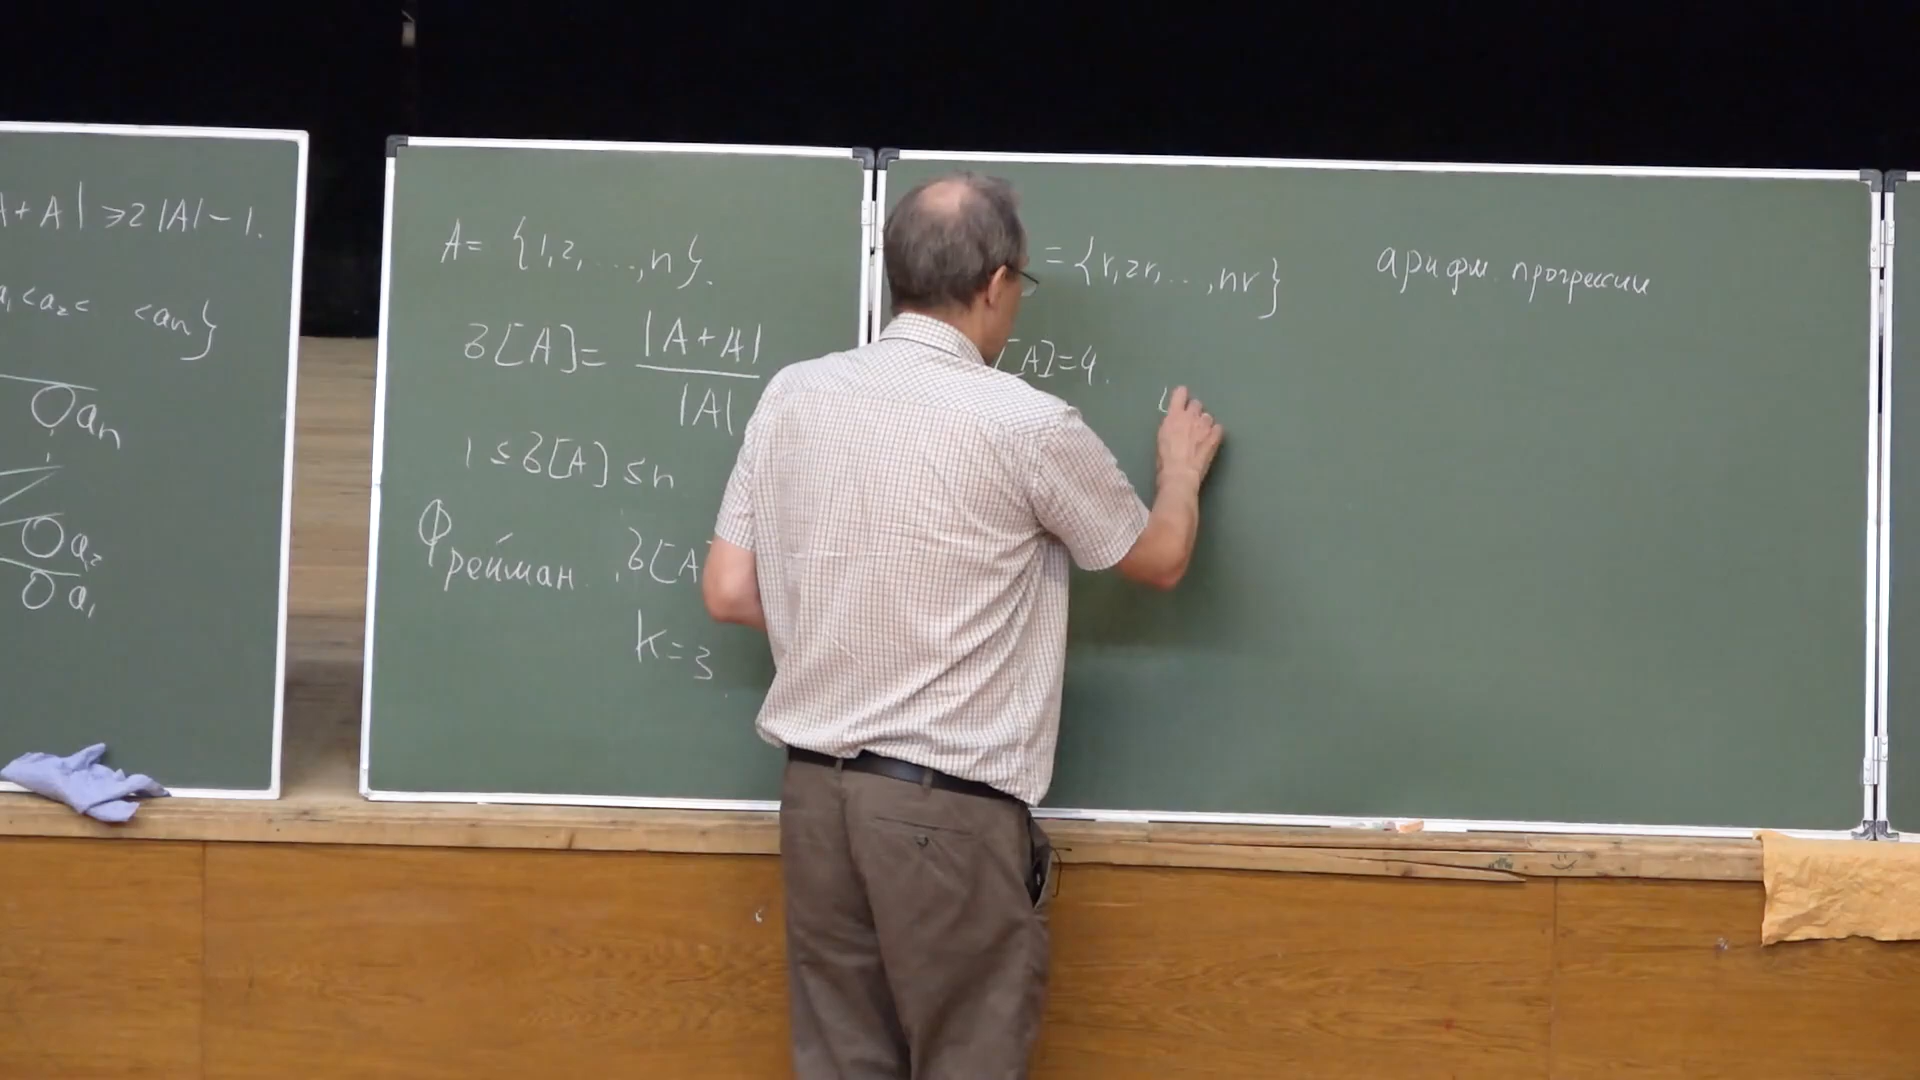 A + A| ⩾ 2|A| - 1.
a₁ < a₂ < < aₙ}
aₙ
a₂
a₁
A = {1, 2, ..., n}.
б[A] = |A + A| / |A|
1 ≤ б[A] ≤ n
Фрейман. б[A
k = 3
= {r, 2r, ..., nr}
арифм. прогрессии
[A] = 4.